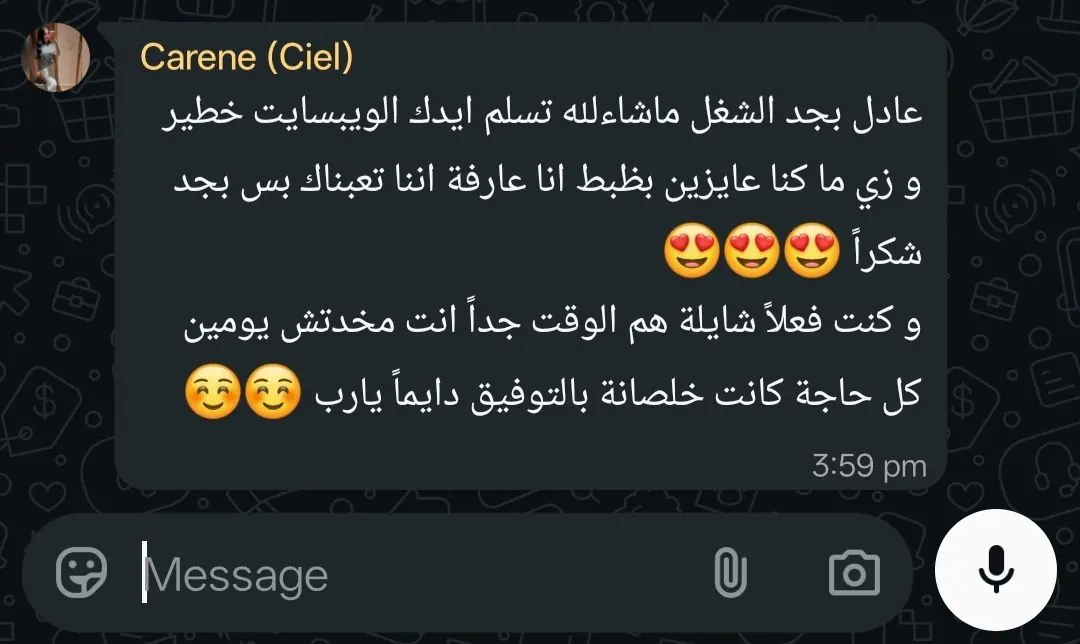 Carene (Ciel)
عادل بجد الشغل ماشاءلله تسلم ايدك الويبسايت خطير
و زي ما كنا عايزين بظبط انا عارفة اننا تعبناك بس بجد
شكراً 😍😍😍
و كنت فعلاً شايلة هم الوقت جداً انت مخدتش يومين
كل حاجة كانت خلصانة بالتوفيق دايماً يارب ☺️☺️
3:59 pm
Message